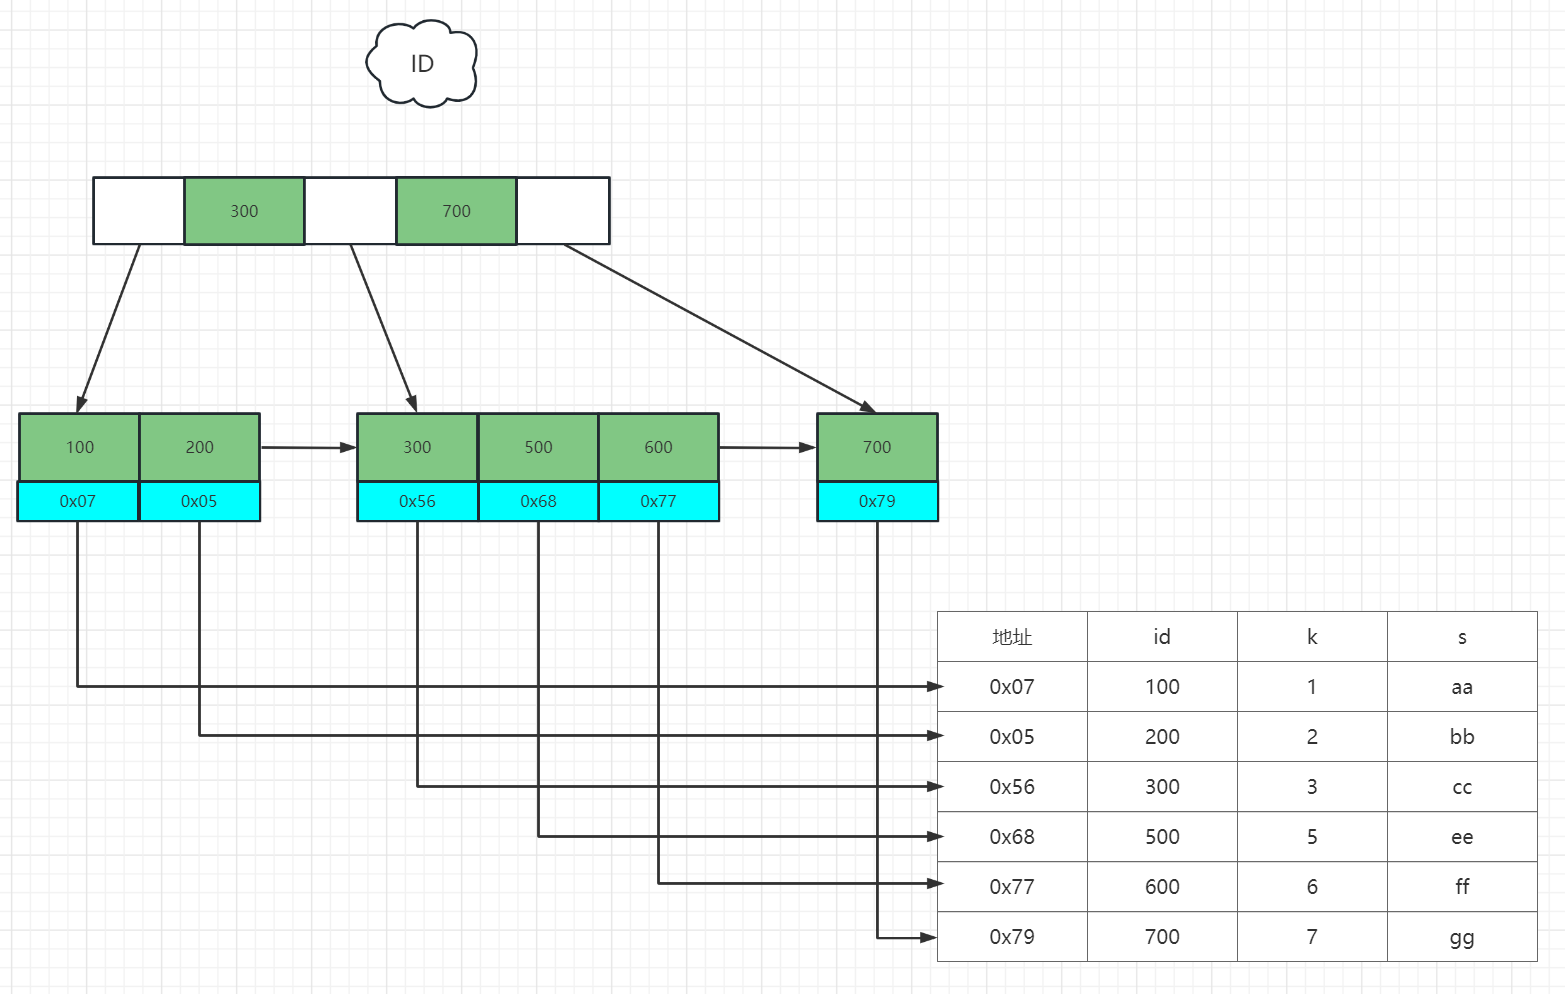 ID
300 700
100 200 300 500 600 700
0x07 0x05 0x56 0x68 0x77 0x79
地址 id k s
0x07 100 1 aa
0x05 200 2 bb
0x56 300 3 cc
0x68 500 5 ee
0x77 600 6 ff
0x79 700 7 gg